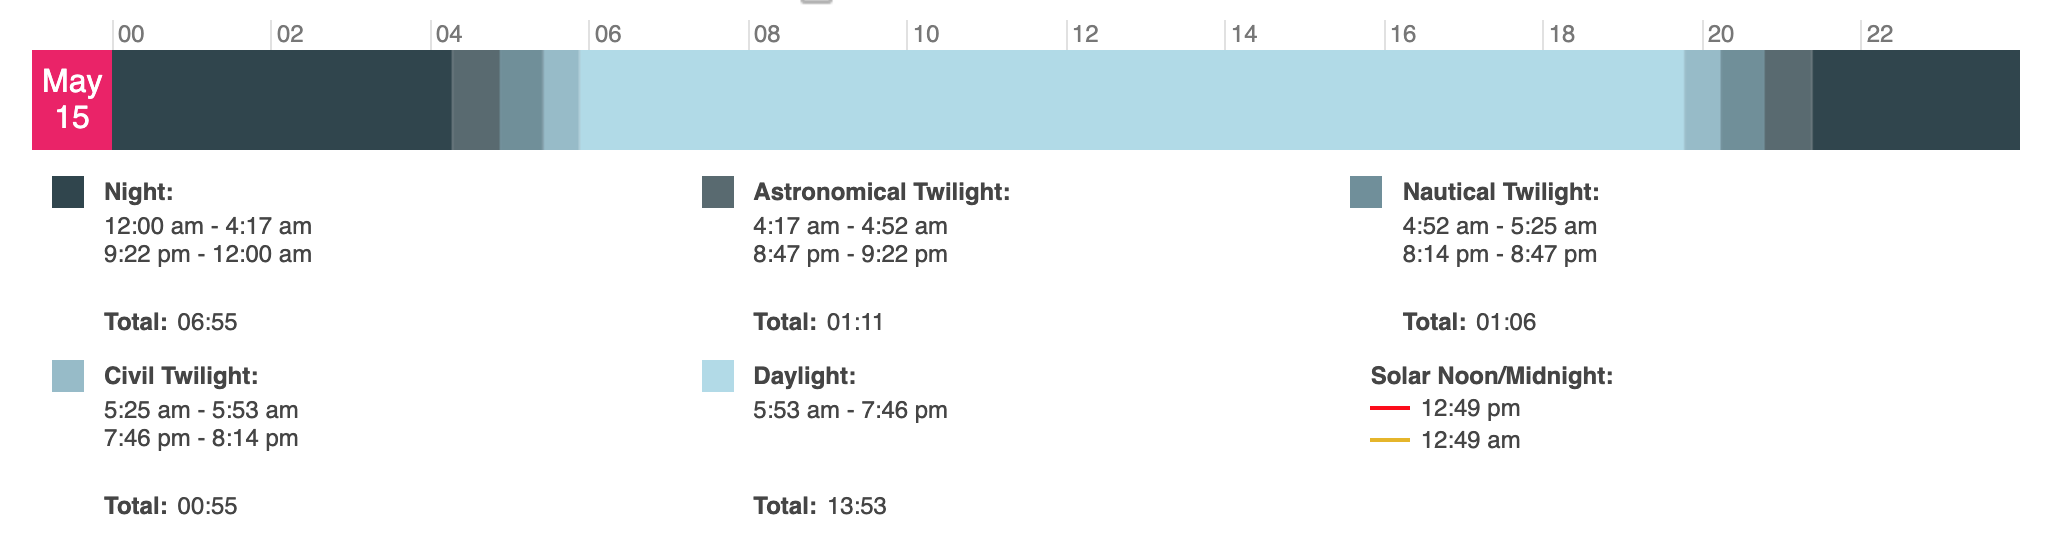 00 02 04 06 08 10 12 14 16 18 20 22
May
15
Night:
12:00 am - 4:17 am
9:22 pm - 12:00 am
Total: 06:55
Astronomical Twilight:
4:17 am - 4:52 am
8:47 pm - 9:22 pm
Total: 01:11
Nautical Twilight:
4:52 am - 5:25 am
8:14 pm - 8:47 pm
Total: 01:06
Civil Twilight:
5:25 am - 5:53 am
7:46 pm - 8:14 pm
Total: 00:55
Daylight:
5:53 am - 7:46 pm
Total: 13:53
Solar Noon/Midnight:
12:49 pm
12:49 am